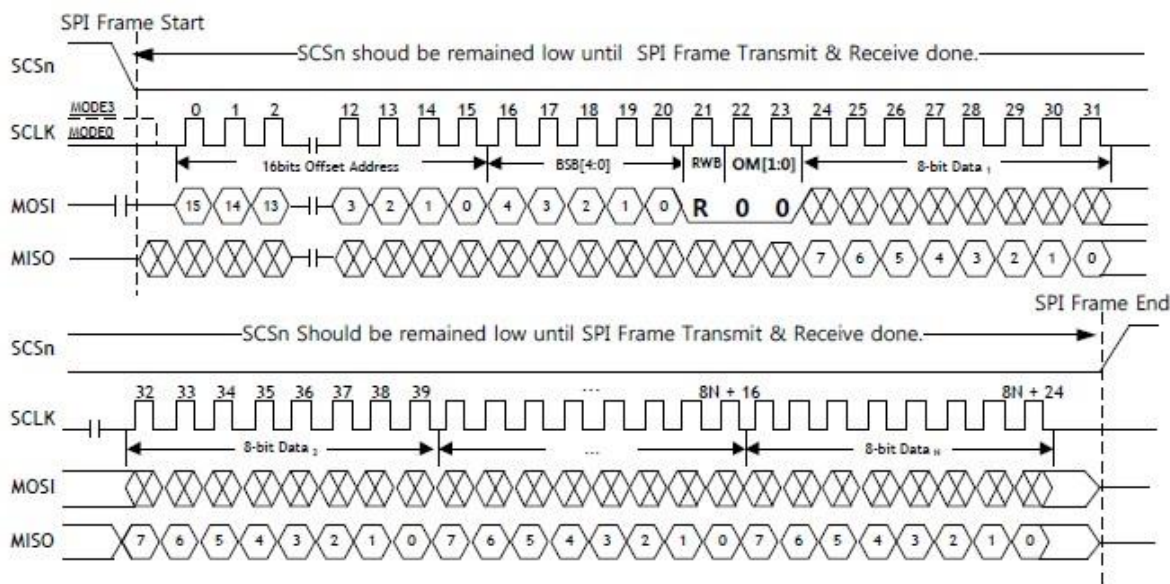 SPI Frame Start
SCSn shoud be remained low until SPI Frame Transmit & Receive done.
SCSn
MODE3
SCLK
MODE0
0 1 2 12 13 14 15 16 17 18 19 20 21 22 23 24 25 26 27 28 29 30 31
16bits Offset Address BSB[4:0] RWB OM[1:0] 8-bit Data 1
MOSI 15 14 13 3 2 1 0 4 3 2 1 0 R 0 0
MISO 7 6 5 4 3 2 1 0
SPI Frame End
SCSn Should be remained low until SPI Frame Transmit & Receive done.
SCSn
32 33 34 35 36 37 38 39 ... 8N + 16 8N + 24
SCLK
8-bit Data 2 ... 8-bit Data N
MOSI
MISO 7 6 5 4 3 2 1 0 7 6 5 4 3 2 1 0 7 6 5 4 3 2 1 0